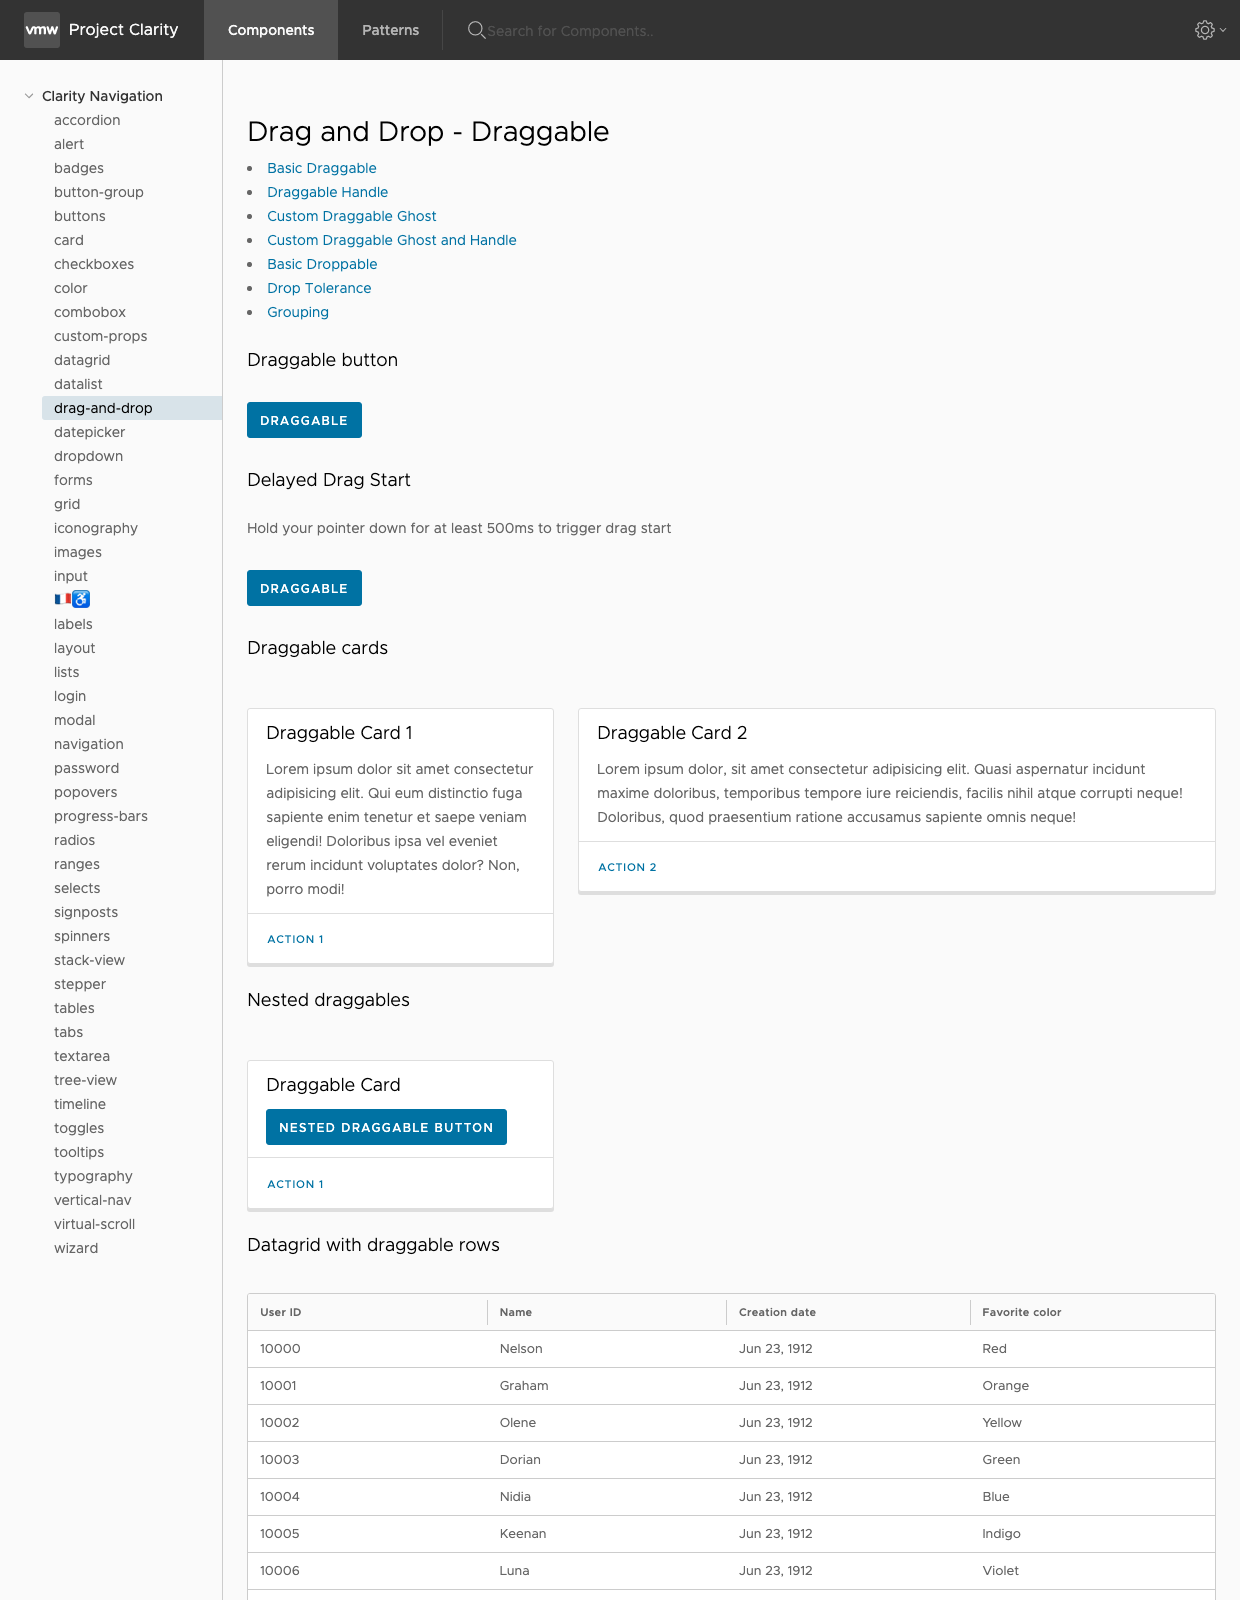 vmw Project Clarity Components Patterns Search for Components..
Clarity Navigation
accordion
alert
badges
button-group
buttons
card
checkboxes
color
combobox
custom-props
datagrid
datalist
drag-and-drop
datepicker
dropdown
forms
grid
iconography
images
input
🇫🇷♿
labels
layout
lists
login
modal
navigation
password
popovers
progress-bars
radios
ranges
selects
signposts
spinners
stack-view
stepper
tables
tabs
textarea
tree-view
timeline
toggles
tooltips
typography
vertical-nav
virtual-scroll
wizard
Drag and Drop - Draggable
Basic Draggable
Draggable Handle
Custom Draggable Ghost
Custom Draggable Ghost and Handle
Basic Droppable
Drop Tolerance
Grouping
Draggable button
DRAGGABLE
Delayed Drag Start
Hold your pointer down for at least 500ms to trigger drag start
DRAGGABLE
Draggable cards
Draggable Card 1
Lorem ipsum dolor sit amet consectetur
adipisicing elit. Qui eum distinctio fuga
sapiente enim tenetur et saepe veniam
eligendi! Doloribus ipsa vel eveniet
rerum incidunt voluptates dolor? Non,
porro modi!
ACTION 1
Draggable Card 2
Lorem ipsum dolor, sit amet consectetur adipisicing elit. Quasi aspernatur incidunt
maxime doloribus, temporibus tempore iure reiciendis, facilis nihil atque corrupti neque!
Doloribus, quod praesentium ratione accusamus sapiente omnis neque!
ACTION 2
Nested draggables
Draggable Card
NESTED DRAGGABLE BUTTON
ACTION 1
Datagrid with draggable rows
User ID Name Creation date Favorite color
10000 Nelson Jun 23, 1912 Red
10001 Graham Jun 23, 1912 Orange
10002 Olene Jun 23, 1912 Yellow
10003 Dorian Jun 23, 1912 Green
10004 Nidia Jun 23, 1912 Blue
10005 Keenan Jun 23, 1912 Indigo
10006 Luna Jun 23, 1912 Violet